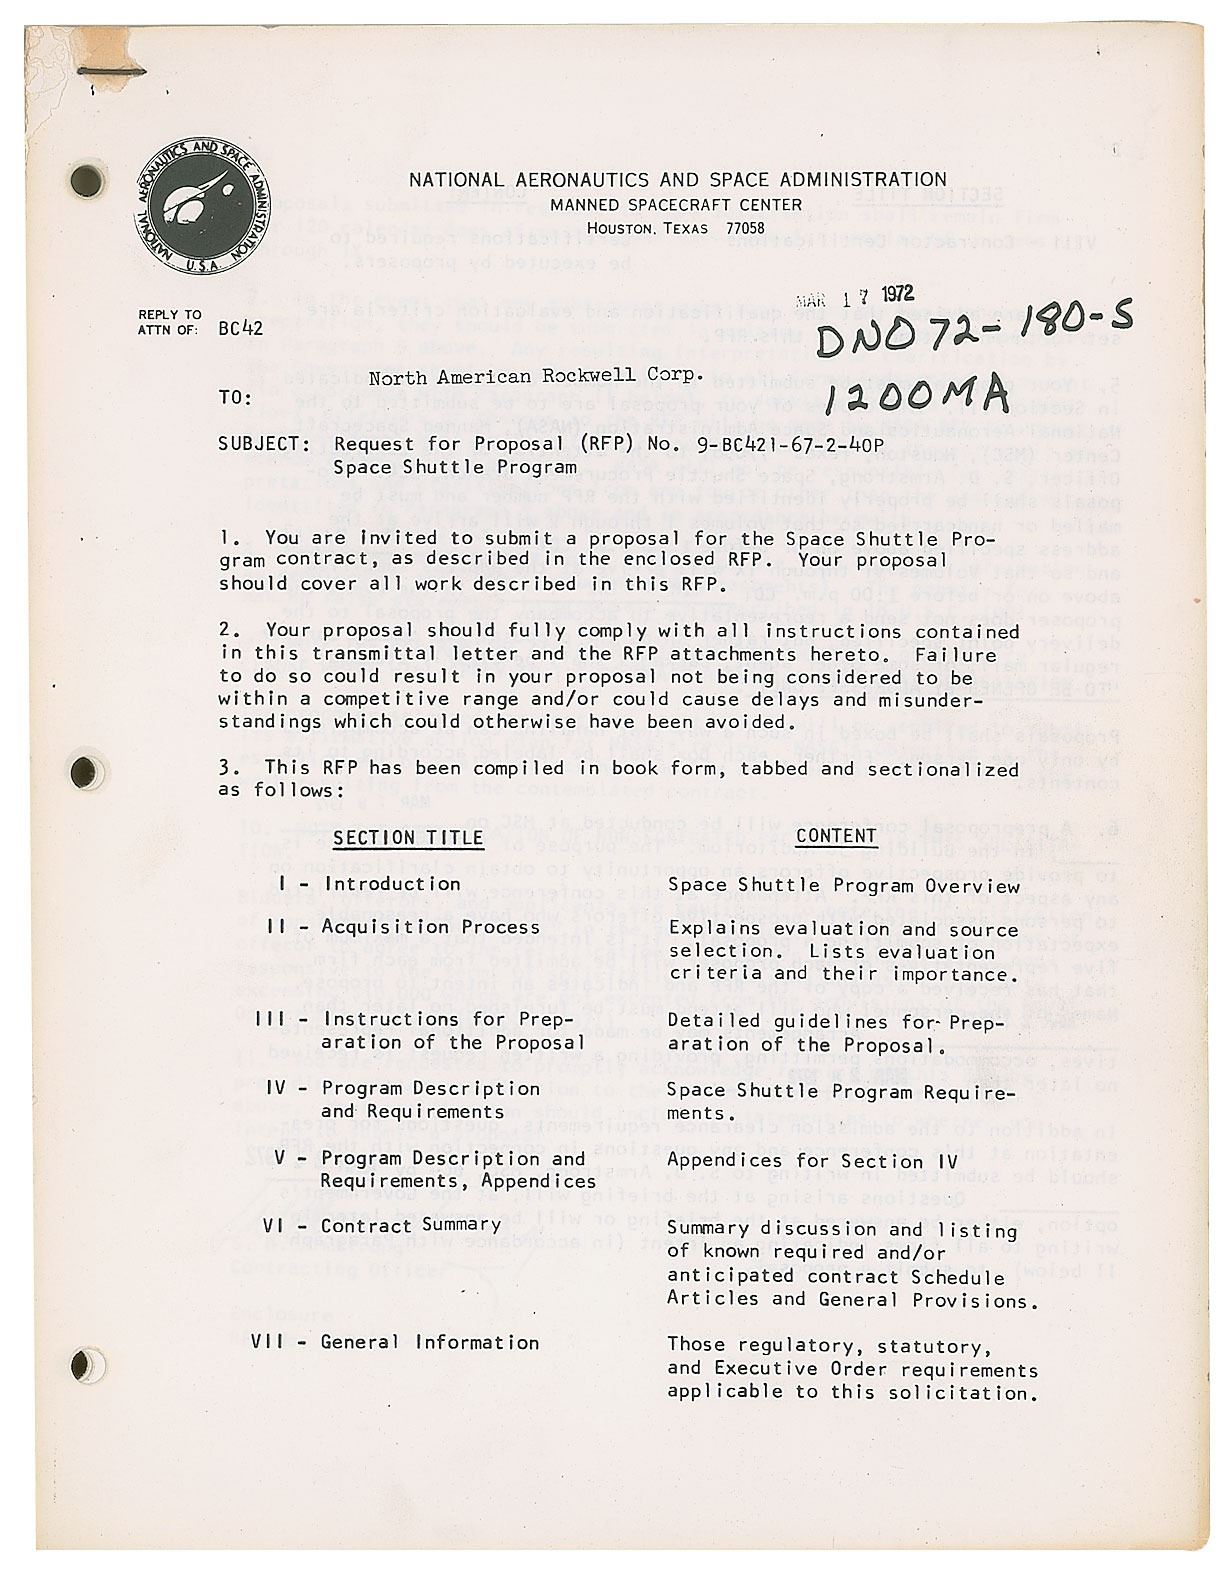 NATIONAL AERONAUTICS AND SPACE ADMINISTRATION
U.S.A.
NATIONAL AERONAUTICS AND SPACE ADMINISTRATION
MANNED SPACECRAFT CENTER
HOUSTON, TEXAS 77058
MAR 17 1972
DNO 72-180-S
1200MA
REPLY TO
ATTN OF: BC42
North American Rockwell Corp.
TO:
SUBJECT: Request for Proposal (RFP) No. 9-BC421-67-2-40P
Space Shuttle Program
1. You are invited to submit a proposal for the Space Shuttle Pro-
gram contract, as described in the enclosed RFP. Your proposal
should cover all work described in this RFP.
2. Your proposal should fully comply with all instructions contained
in this transmittal letter and the RFP attachments hereto. Failure
to do so could result in your proposal not being considered to be
within a competitive range and/or could cause delays and misunder-
standings which could otherwise have been avoided.
3. This RFP has been compiled in book form, tabbed and sectionalized
as follows:
SECTION TITLE CONTENT
I - Introduction Space Shuttle Program Overview
II - Acquisition Process Explains evaluation and source
selection. Lists evaluation
criteria and their importance.
III - Instructions for Prep- Detailed guidelines for Prep-
aration of the Proposal aration of the Proposal.
IV - Program Description Space Shuttle Program Require-
and Requirements ments.
V - Program Description and Appendices for Section IV
Requirements, Appendices
VI - Contract Summary Summary discussion and listing
of known required and/or
anticipated contract Schedule
Articles and General Provisions.
VII - General Information Those regulatory, statutory,
and Executive Order requirements
applicable to this solicitation.